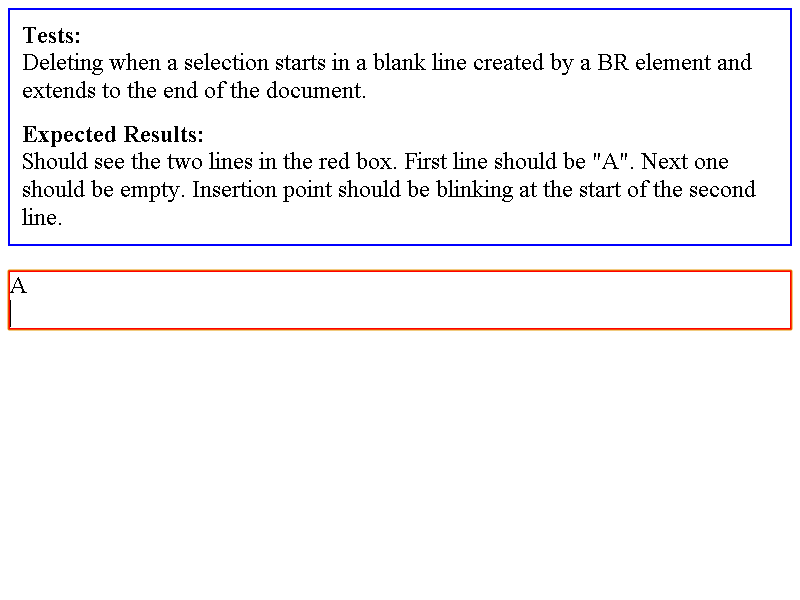 Tests:
Deleting when a selection starts in a blank line created by a BR element and
extends to the end of the document.
Expected Results:
Should see the two lines in the red box. First line should be "A". Next one
should be empty. Insertion point should be blinking at the start of the second
line.
A